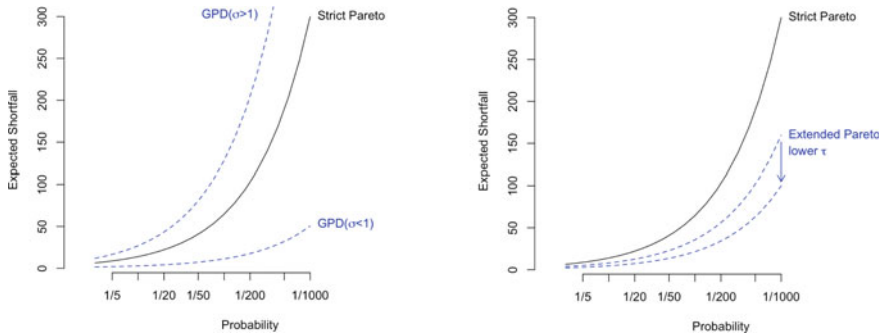 GPD(σ>1)
Strict Pareto
GPD(σ<1)
Expected Shortfall
300
250
200
150
100
50
0
1/5
1/20
1/50
1/200
1/1000
Probability
Strict Pareto
Extended Pareto
lower τ
Expected Shortfall
300
250
200
150
100
50
0
1/5
1/20
1/50
1/200
1/1000
Probability